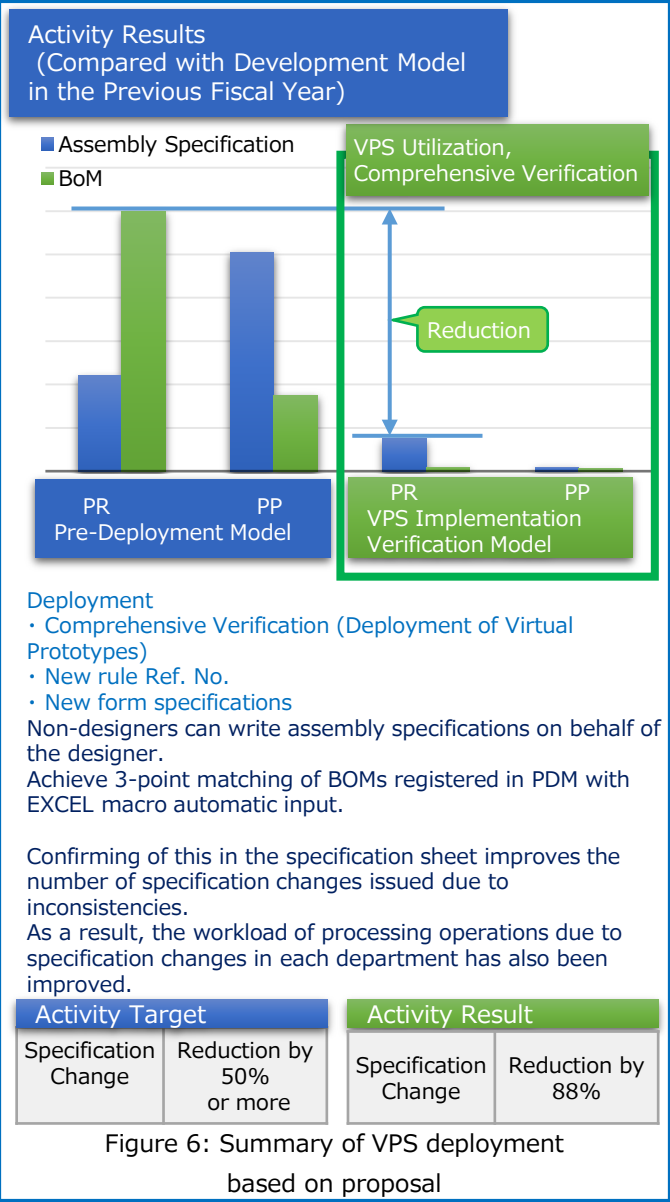 Activity Results
(Compared with Development Model
in the Previous Fiscal Year)
Assembly Specification
BoM
VPS Utilization,
Comprehensive Verification
Reduction
PR PP
Pre-Deployment Model
PR PP
VPS Implementation
Verification Model
Deployment
・Comprehensive Verification (Deployment of Virtual
Prototypes)
・New rule Ref. No.
・New form specifications
Non-designers can write assembly specifications on behalf of
the designer.
Achieve 3-point matching of BOMs registered in PDM with
EXCEL macro automatic input.
Confirming of this in the specification sheet improves the
number of specification changes issued due to
inconsistencies.
As a result, the workload of processing operations due to
specification changes in each department has also been
improved.
Activity Target
Specification
Change
Reduction by
50%
or more
Activity Result
Specification
Change
Reduction by
88%
Figure 6: Summary of VPS deployment
based on proposal